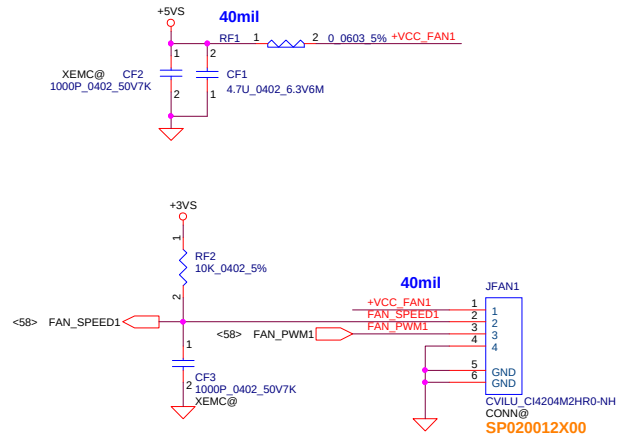 +5VS
40mil
RF1 1 2 0_0603_5% +VCC_FAN1
1 2
XEMC@ CF2 CF1
1000P_0402_50V7K 4.7U_0402_6.3V6M
2 1
+3VS
1
RF2
10K_0402_5%
2
40mil
JFAN1
+VCC_FAN1 1 1
<58> FAN_SPEED1 FAN_SPEED1 2 2
<58> FAN_PWM1 FAN_PWM1 3 3
4 4
1
5 GND
6 GND
CF3
2 1000P_0402_50V7K
XEMC@
CVILU_CI4204M2HR0-NH
CONN@
SP020012X00